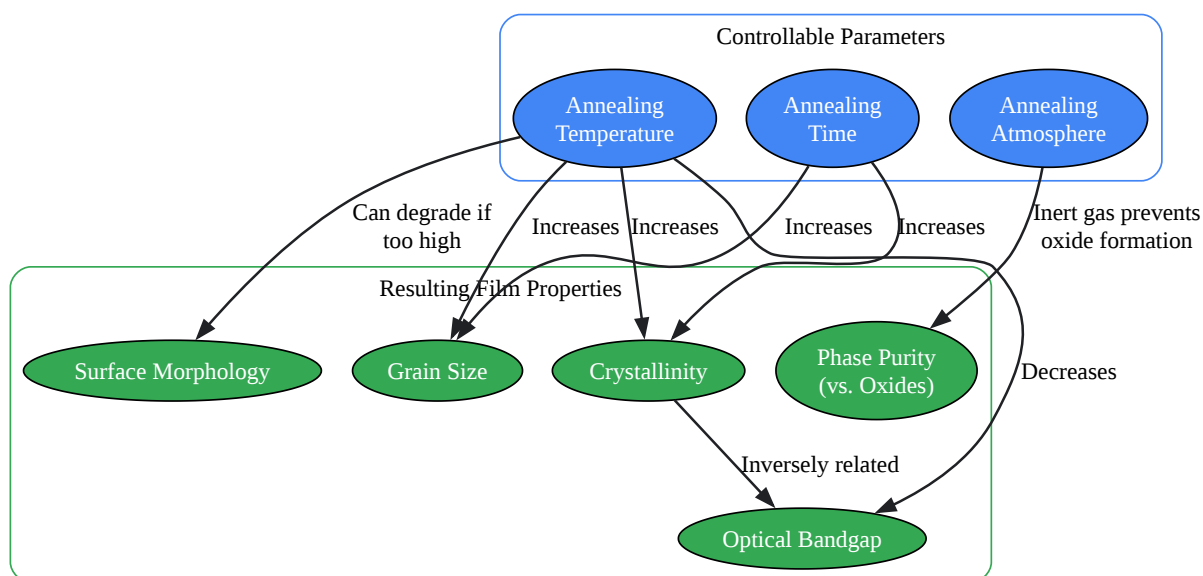 Controllable Parameters
Annealing
Temperature
Annealing
Time
Annealing
Atmosphere
Can degrade if
too high
Increases
Increases
Increases
Increases
Inert gas prevents
oxide formation
Resulting Film Properties
Surface Morphology
Grain Size
Crystallinity
Phase Purity
(vs. Oxides)
Decreases
Inversely related
Optical Bandgap